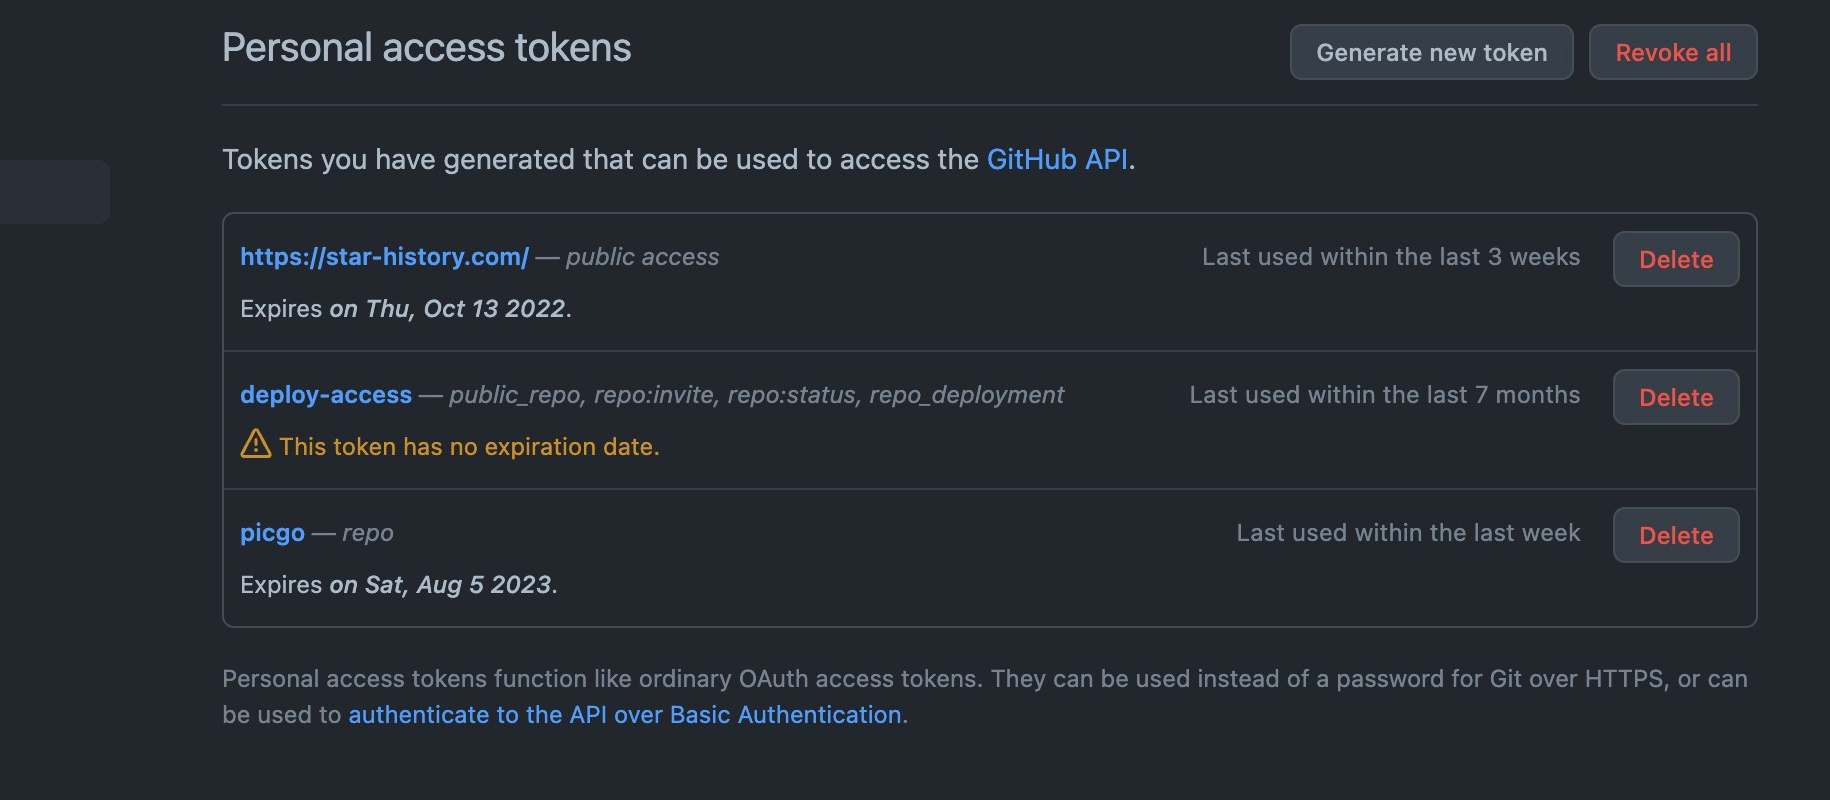 Personal access tokens
Generate new token
Revoke all
Tokens you have generated that can be used to access the GitHub API.
https://star-history.com/ — public access
Last used within the last 3 weeks
Delete
Expires on Thu, Oct 13 2022.
deploy-access — public_repo, repo:invite, repo:status, repo_deployment
Last used within the last 7 months
Delete
This token has no expiration date.
picgo — repo
Last used within the last week
Delete
Expires on Sat, Aug 5 2023.
Personal access tokens function like ordinary OAuth access tokens. They can be used instead of a password for Git over HTTPS, or can
be used to authenticate to the API over Basic Authentication.